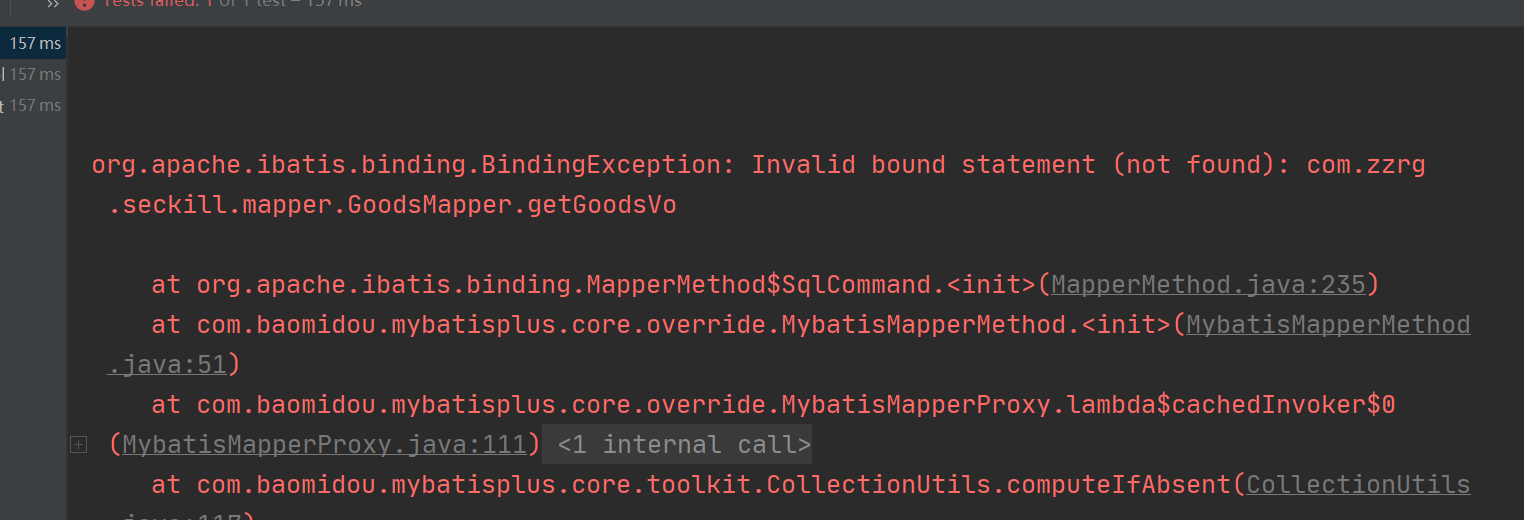 » Tests failed: 1 of 1 test – 157 ms
157 ms
157 ms
157 ms
org.apache.ibatis.binding.BindingException: Invalid bound statement (not found): com.zzrg
.seckill.mapper.GoodsMapper.getGoodsVo
at org.apache.ibatis.binding.MapperMethod$SqlCommand.<init>(MapperMethod.java:235)
at com.baomidou.mybatisplus.core.override.MybatisMapperMethod.<init>(MybatisMapperMethod
.java:51)
at com.baomidou.mybatisplus.core.override.MybatisMapperProxy.lambda$cachedInvoker$0
(MybatisMapperProxy.java:111) <1 internal call>
at com.baomidou.mybatisplus.core.toolkit.CollectionUtils.computeIfAbsent(CollectionUtils
.java:117)